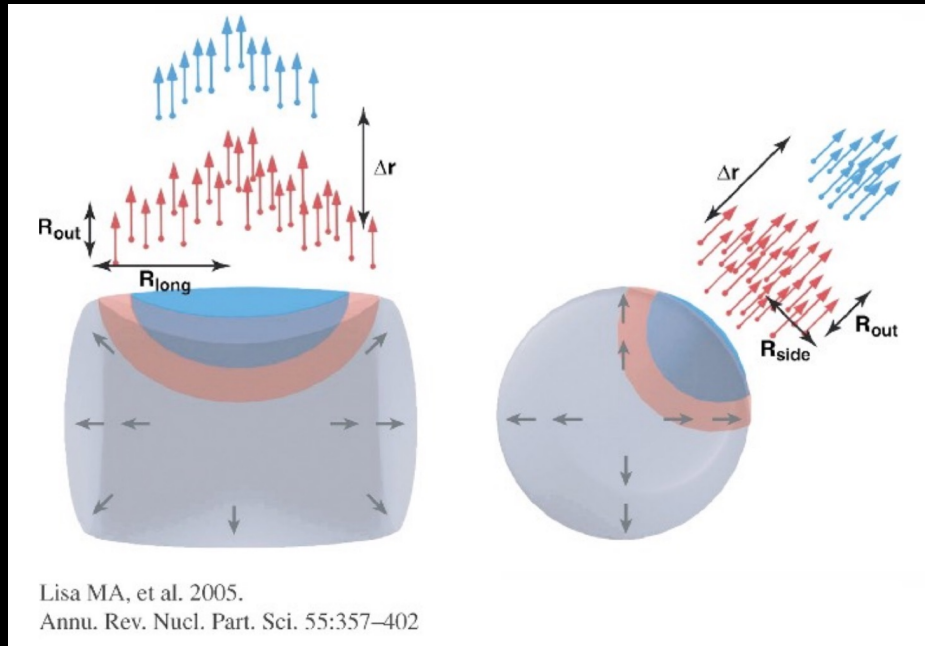 Δr
R_out
R_long
Δr
R_out
R_side
Lisa MA, et al. 2005.
Annu. Rev. Nucl. Part. Sci. 55:357–402